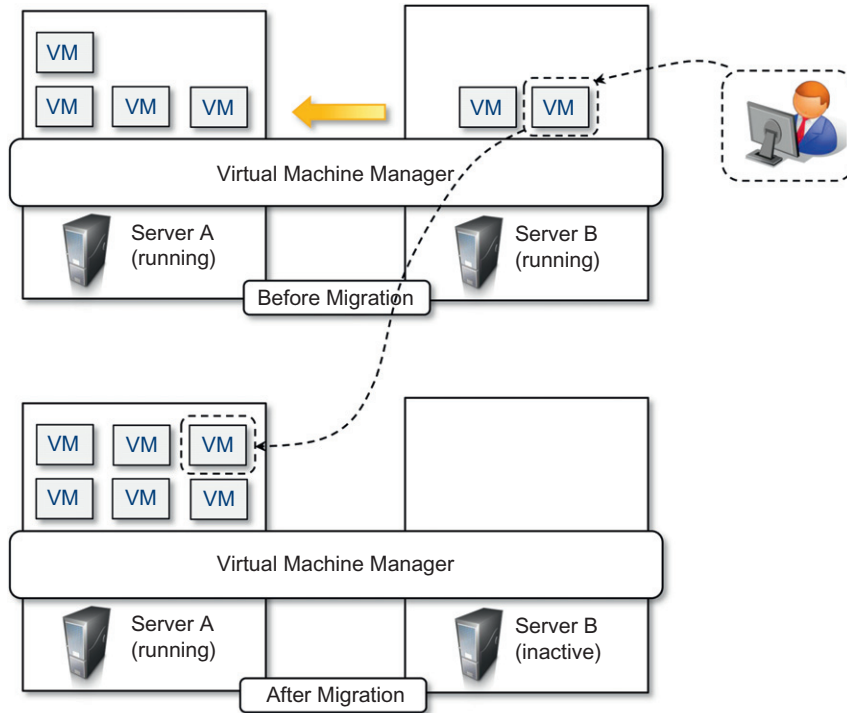 VM
VM VM VM VM VM
Virtual Machine Manager
Server A
(running)
Server B
(running)
Before Migration
VM VM VM
VM VM VM
Virtual Machine Manager
Server A
(running)
Server B
(inactive)
After Migration